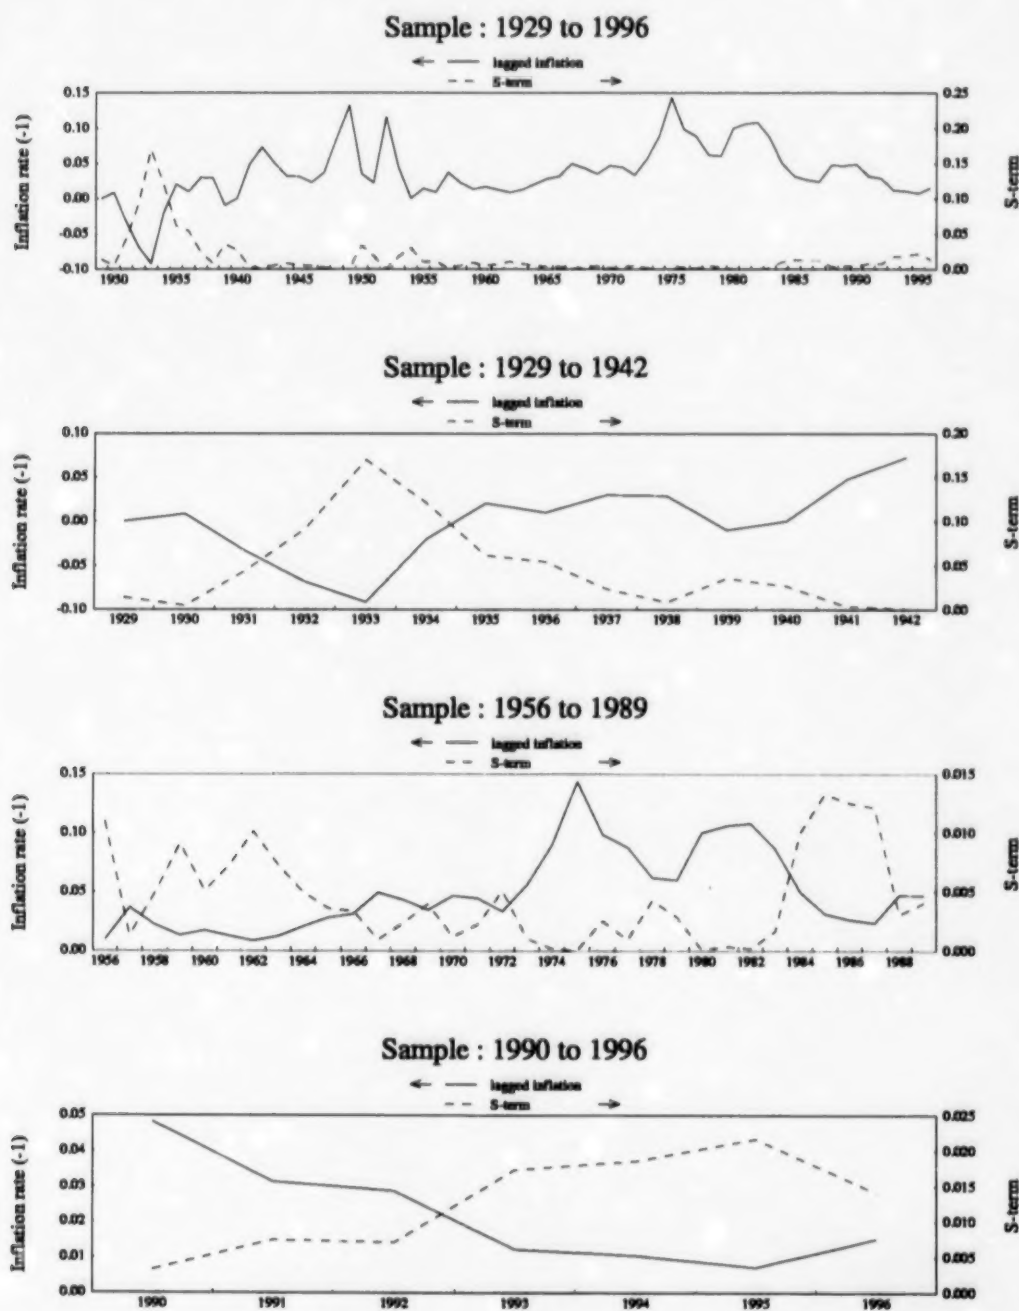 Sample : 1929 to 1996
lagged inflation
S-term
0.15
0.10
0.05
0.00
-0.05
-0.10
Inflation rate (-1)
0.25
0.20
0.15
0.10
0.05
0.00
S-term
1930 1935 1940 1945 1950 1955 1960 1965 1970 1975 1980 1985 1990 1995
Sample : 1929 to 1942
lagged inflation
S-term
0.10
0.05
0.00
-0.05
-0.10
Inflation rate (-1)
0.20
0.15
0.10
0.05
0.00
S-term
1929 1930 1931 1932 1933 1934 1935 1936 1937 1938 1939 1940 1941 1942
Sample : 1956 to 1989
lagged inflation
S-term
0.15
0.10
0.05
0.00
Inflation rate (-1)
0.015
0.010
0.005
0.000
S-term
1956 1958 1960 1962 1964 1966 1968 1970 1972 1974 1976 1978 1980 1982 1984 1986 1988
Sample : 1990 to 1996
lagged inflation
S-term
0.05
0.04
0.03
0.02
0.01
0.00
Inflation rate (-1)
0.025
0.020
0.015
0.010
0.005
0.000
S-term
1990 1991 1992 1993 1994 1995 1996